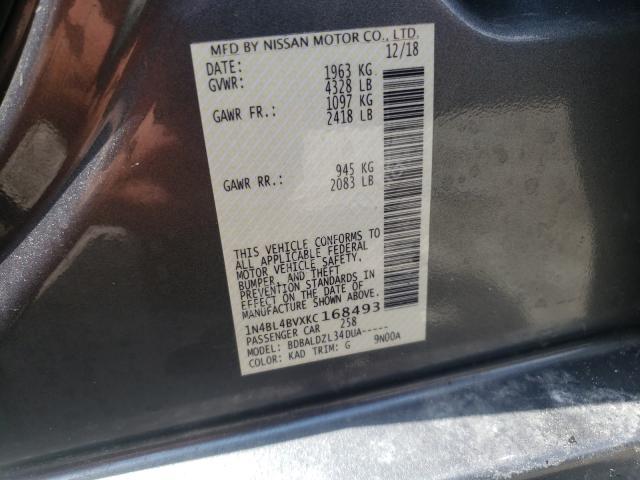 MFD BY NISSAN MOTOR CO., LTD.
DATE: 12/18
GVWR: 1963 KG
4328 LB
GAWR FR.: 1097 KG
2418 LB
GAWR RR.: 945 KG
2083 LB
THIS VEHICLE CONFORMS TO
ALL APPLICABLE FEDERAL
MOTOR VEHICLE SAFETY,
BUMPER, AND THEFT
PREVENTION STANDARDS IN
EFFECT ON THE DATE OF
MANUFACTURE SHOWN ABOVE.
1N4BL4BVXKC168493
PASSENGER CAR 258
MODEL: BDBALDZL34DUA-----
COLOR: KAD TRIM: G 9N00A